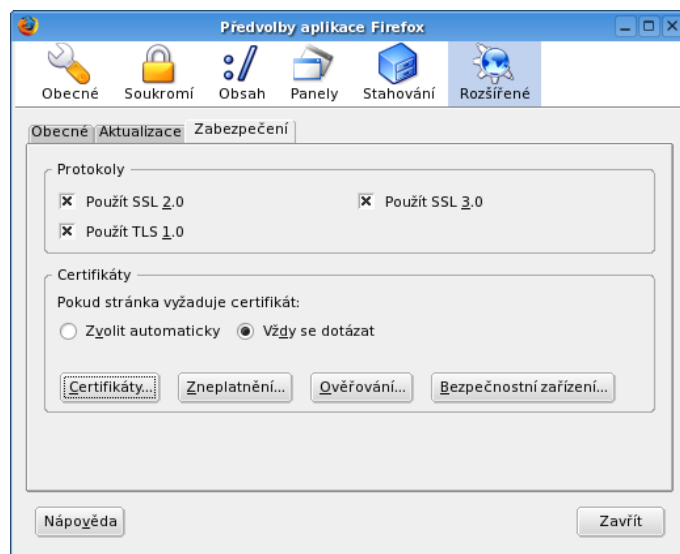 Předvolby aplikace Firefox
Obecné Soukromí Obsah Panely Stahování Rozšířené
Obecné Aktualizace Zabezpečení
Protokoly
Použít SSL 2.0 Použít SSL 3.0
Použít TLS 1.0
Certifikáty
Pokud stránka vyžaduje certifikát:
Zvolit automaticky Vždy se dotázat
Certifikáty... Zneplatnění... Ověřování... Bezpečnostní zařízení...
Nápověda Zavřít